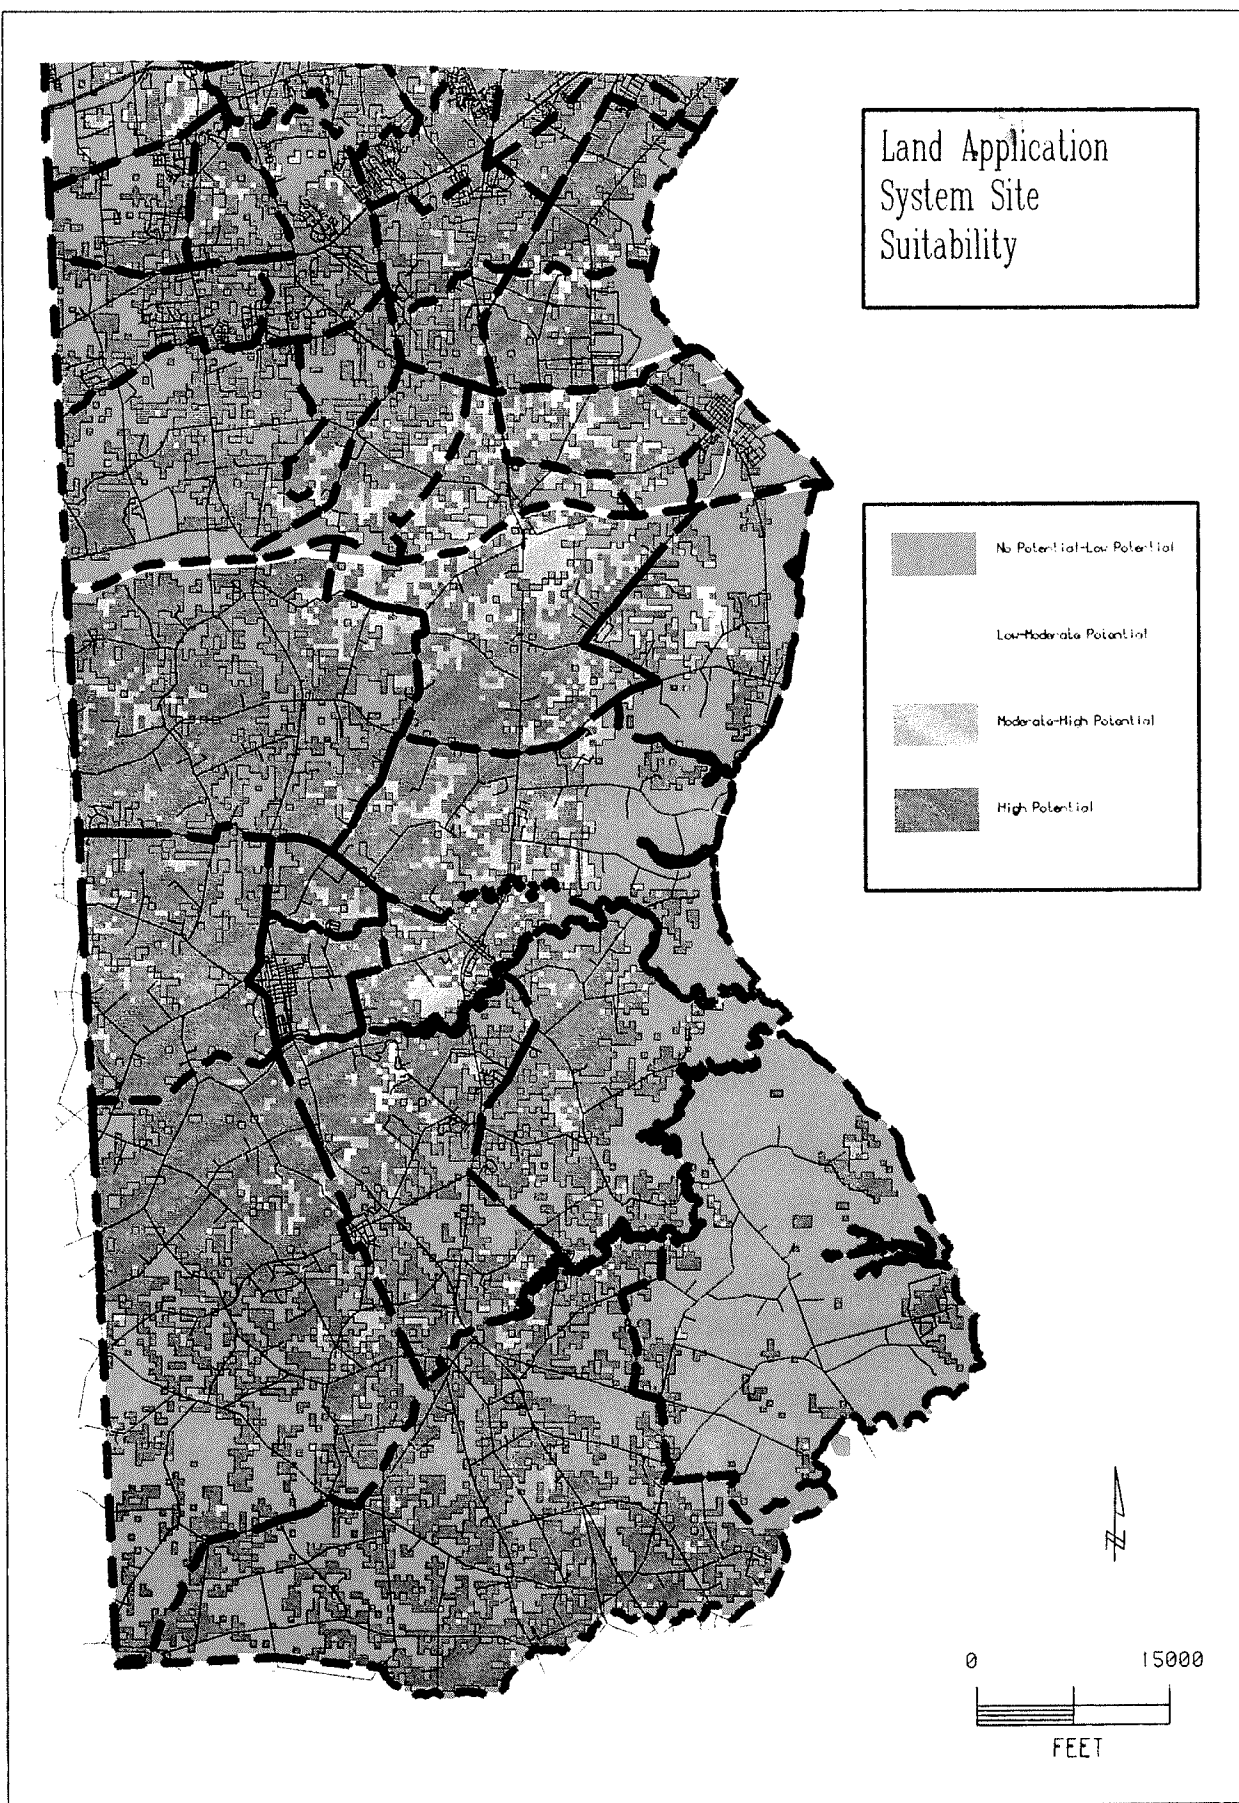 Land Application
System Site
Suitability
No Potential-Low Potential
Low-Moderate Potential
Moderate-High Potential
High Potential
N
0 15000
FEET